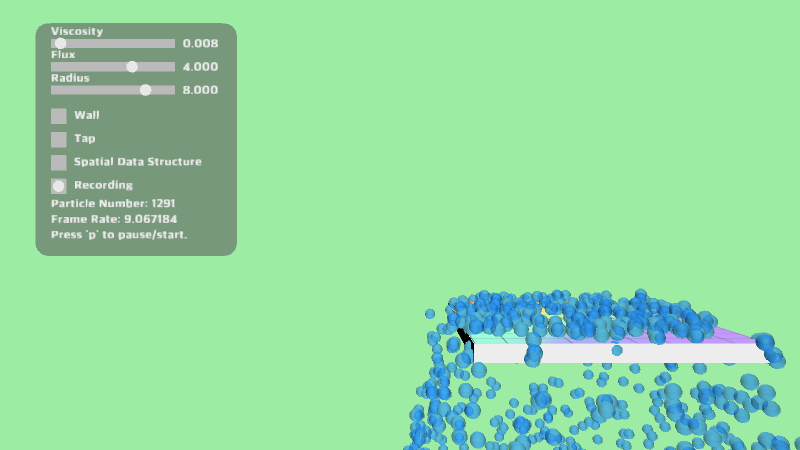 Viscosity
0.008
Flux
4.000
Radius
8.000
Wall
Tap
Spatial Data Structure
Recording
Particle Number: 1291
Frame Rate: 9.067184
Press 'p' to pause/start.